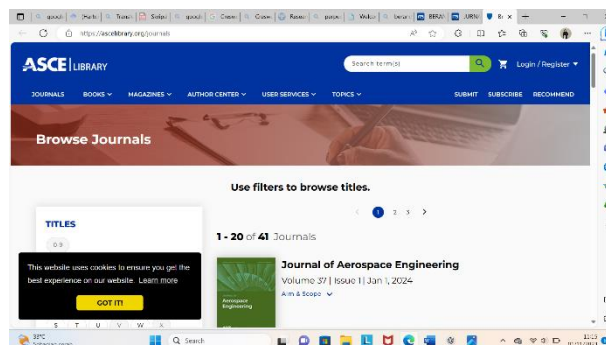 https://ascelibrary.org/journals
ASCE LIBRARY
Search term(s)
Login / Register
JOURNALS BOOKS MAGAZINES AUTHOR CENTER USER SERVICES TOPICS SUBMIT SUBSCRIBE RECOMMEND
Browse Journals
Use filters to browse titles.
1 2 3
TITLES
0-9
1 - 20 of 41 Journals
Journal of Aerospace Engineering
Volume 37 | Issue 1 | Jan 1, 2024
Aim & Scope
Journal of
Aerospace
Engineering
This website uses cookies to ensure you get the
best experience on our website. Learn more
GOT IT!
S T U V W X
33°C
Search